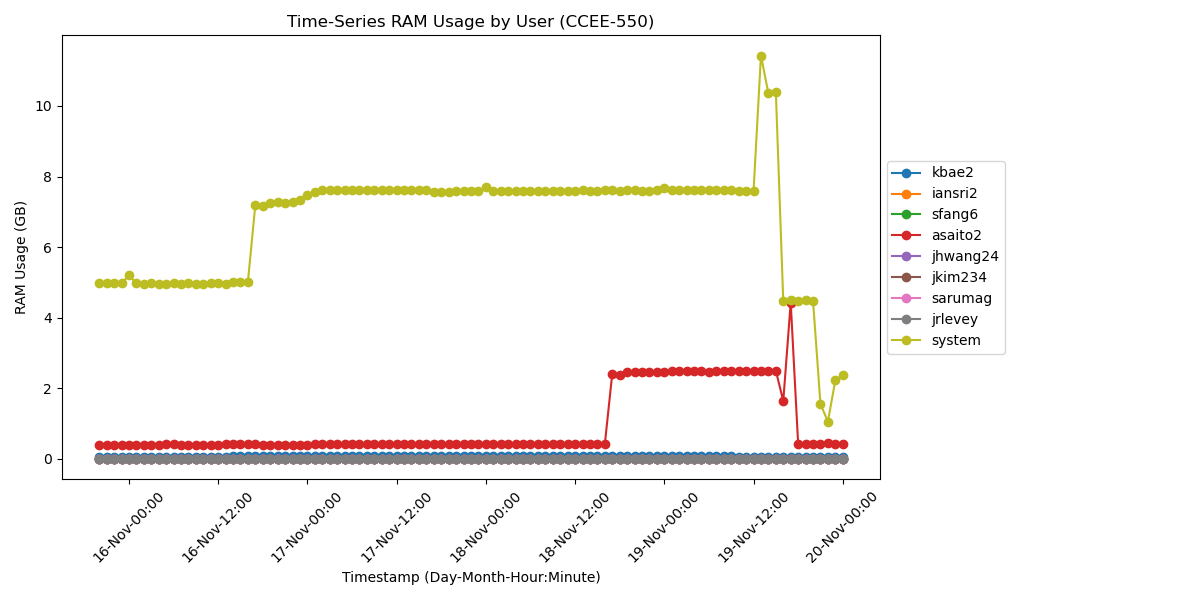 Time-Series RAM Usage by User (CCEE-550)
RAM Usage (GB)
10
8
6
4
2
0
16-Nov-00:00
16-Nov-12:00
17-Nov-00:00
17-Nov-12:00
18-Nov-00:00
18-Nov-12:00
19-Nov-00:00
19-Nov-12:00
20-Nov-00:00
Timestamp (Day-Month-Hour:Minute)
kbae2
iansri2
sfang6
asaito2
jhwang24
jkim234
sarumag
jrlevey
system